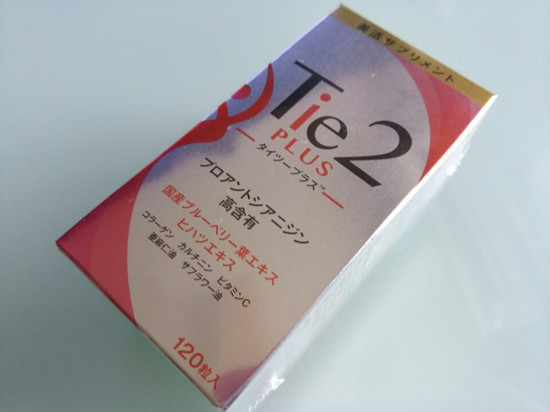 美活サプリメント
Tie2
PLUS
タイツープラス™
プロアントシアニジン
高含有
国産ブルーベリー葉エキス
ヒハツエキス
コラーゲン カルチニン ビタミンC
亜麻仁油 サフラワー油
120粒入